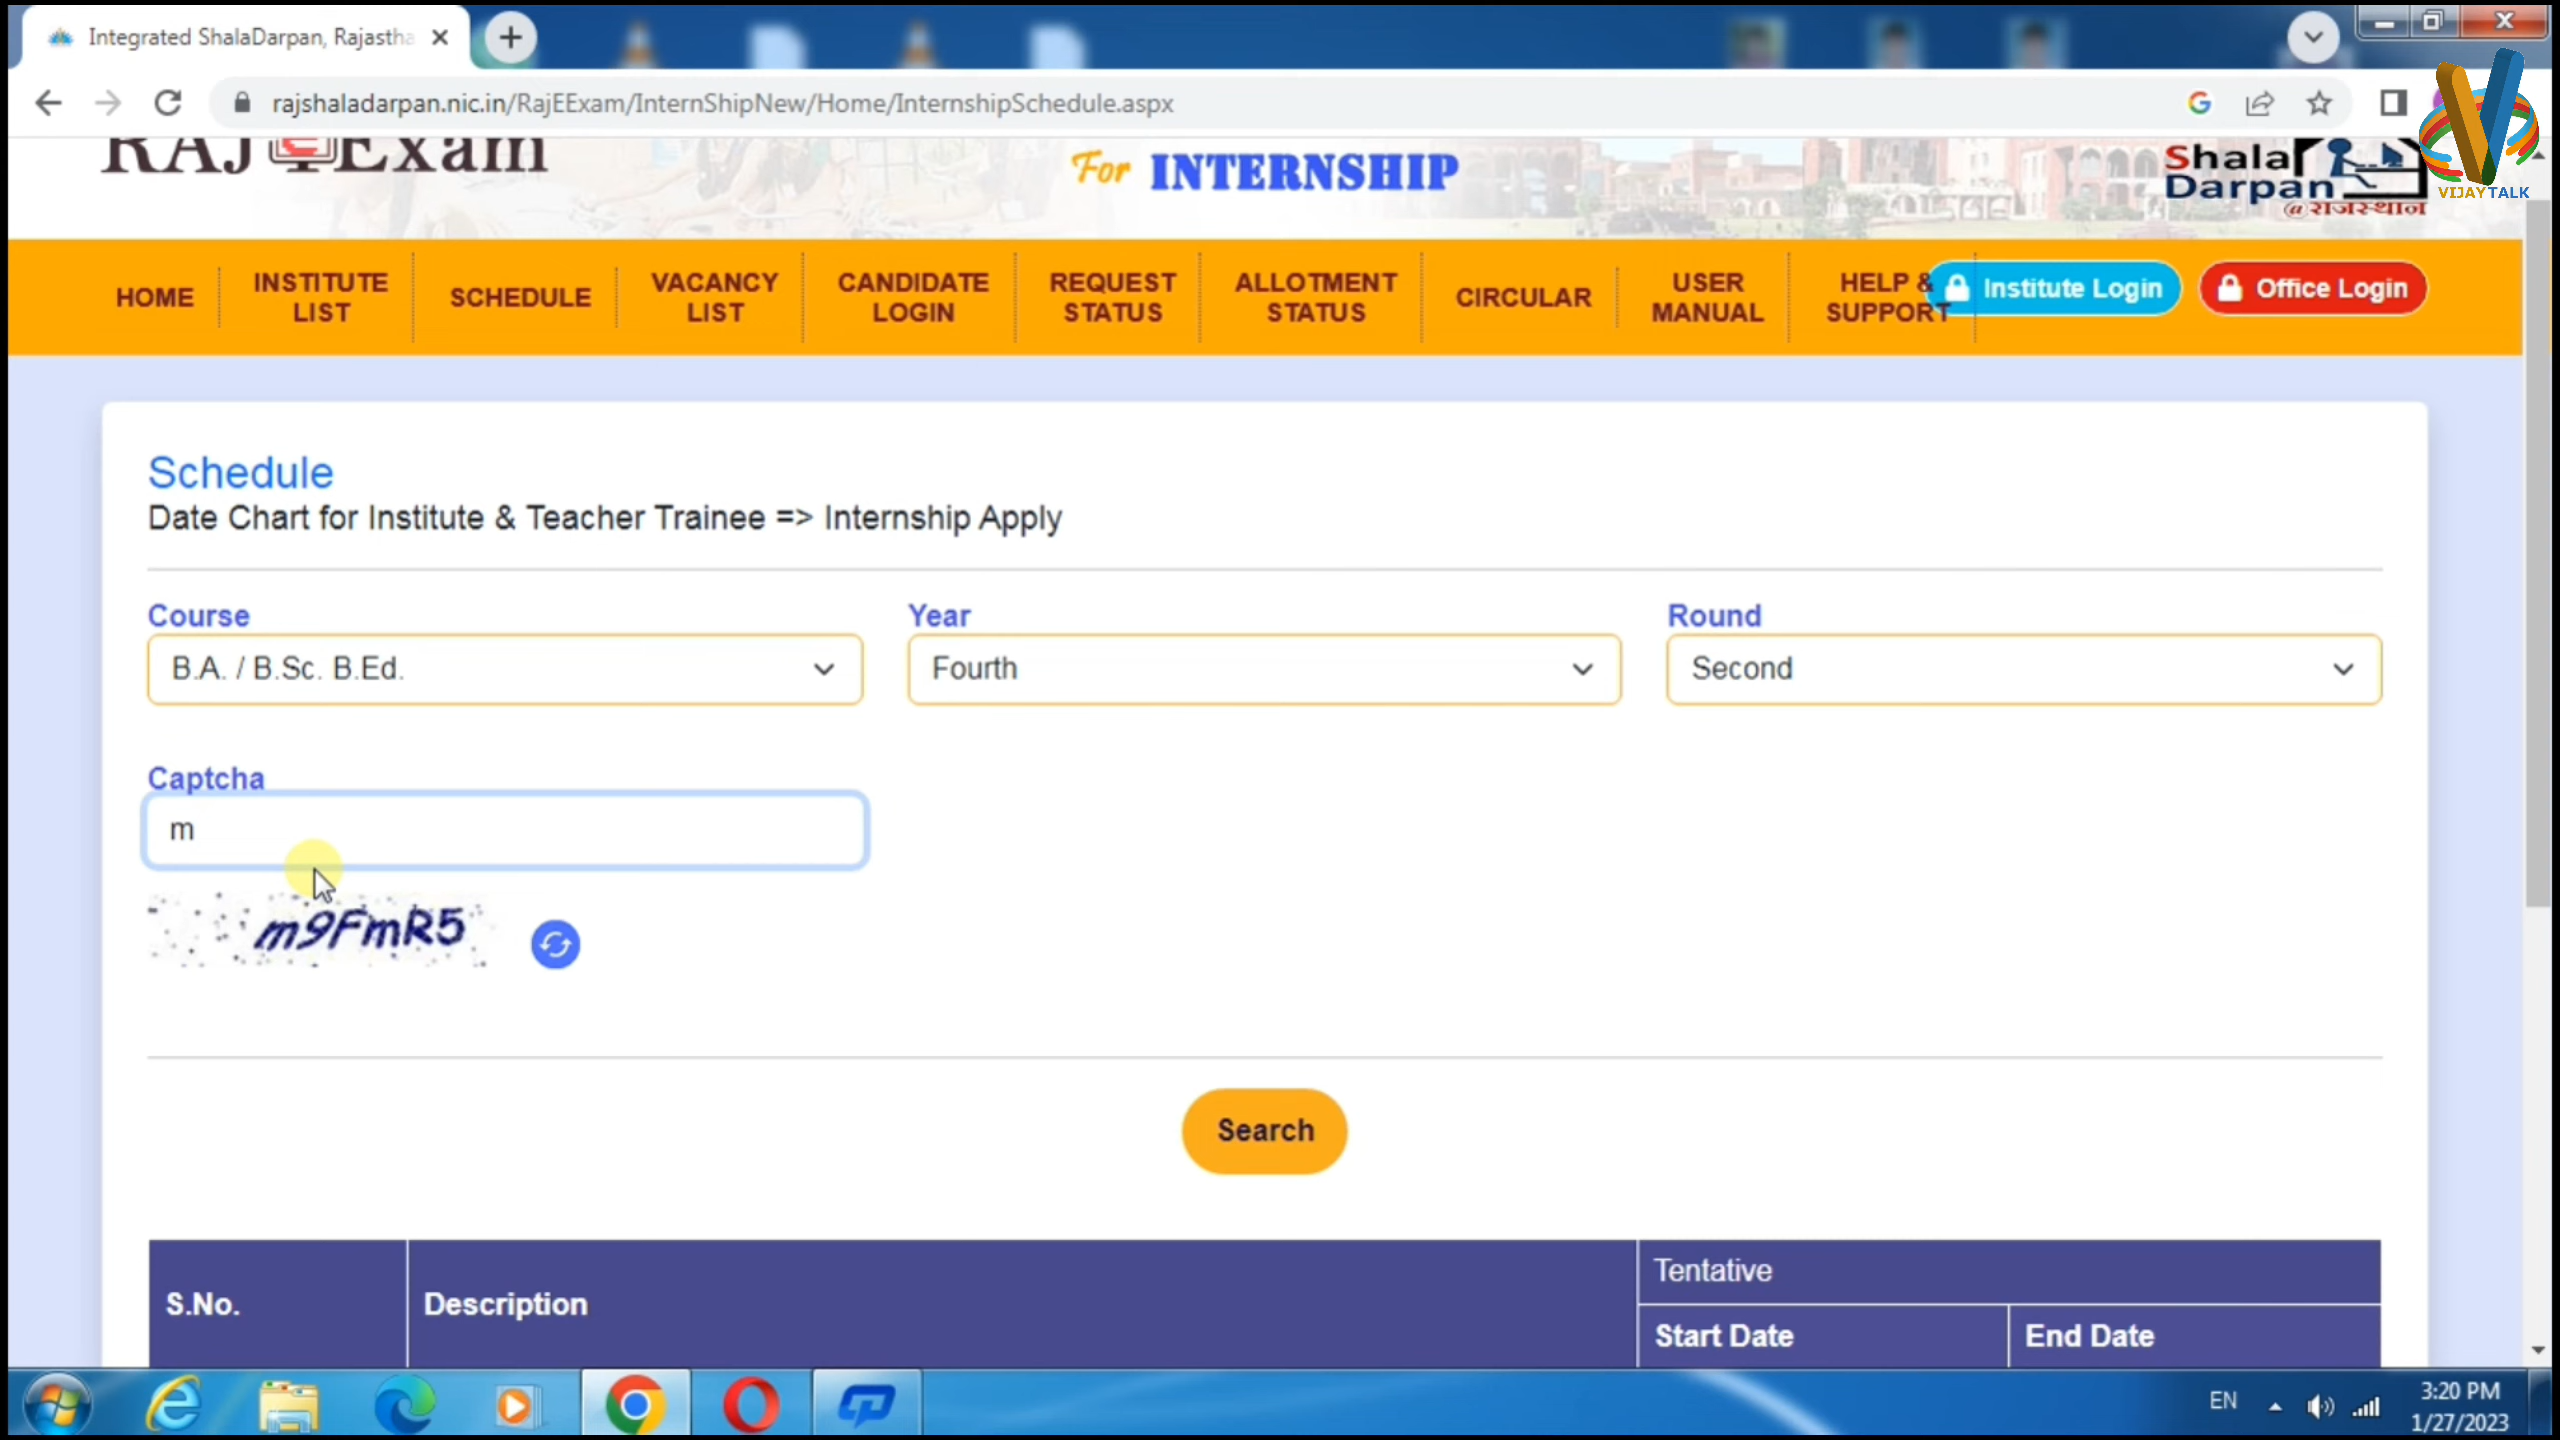 Integrated ShalaDarpan, Rajastha
rajshaladarpan.nic.in/RajEExam/InternShipNew/Home/InternshipSchedule.aspx
RAJ Exam
For INTERNSHIP
Shala
Darpan
@राजस्थान
VIJAYTALK
HOME
INSTITUTE
LIST
SCHEDULE
VACANCY
LIST
CANDIDATE
LOGIN
REQUEST
STATUS
ALLOTMENT
STATUS
CIRCULAR
USER
MANUAL
HELP &
SUPPORT
Institute Login
Office Login
Schedule
Date Chart for Institute & Teacher Trainee => Internship Apply
Course
Year
Round
B.A. / B.Sc. B.Ed.
Fourth
Second
Captcha
m
m9FmR5
Search
S.No.
Description
Tentative
Start Date
End Date
EN
3:20 PM
1/27/2023